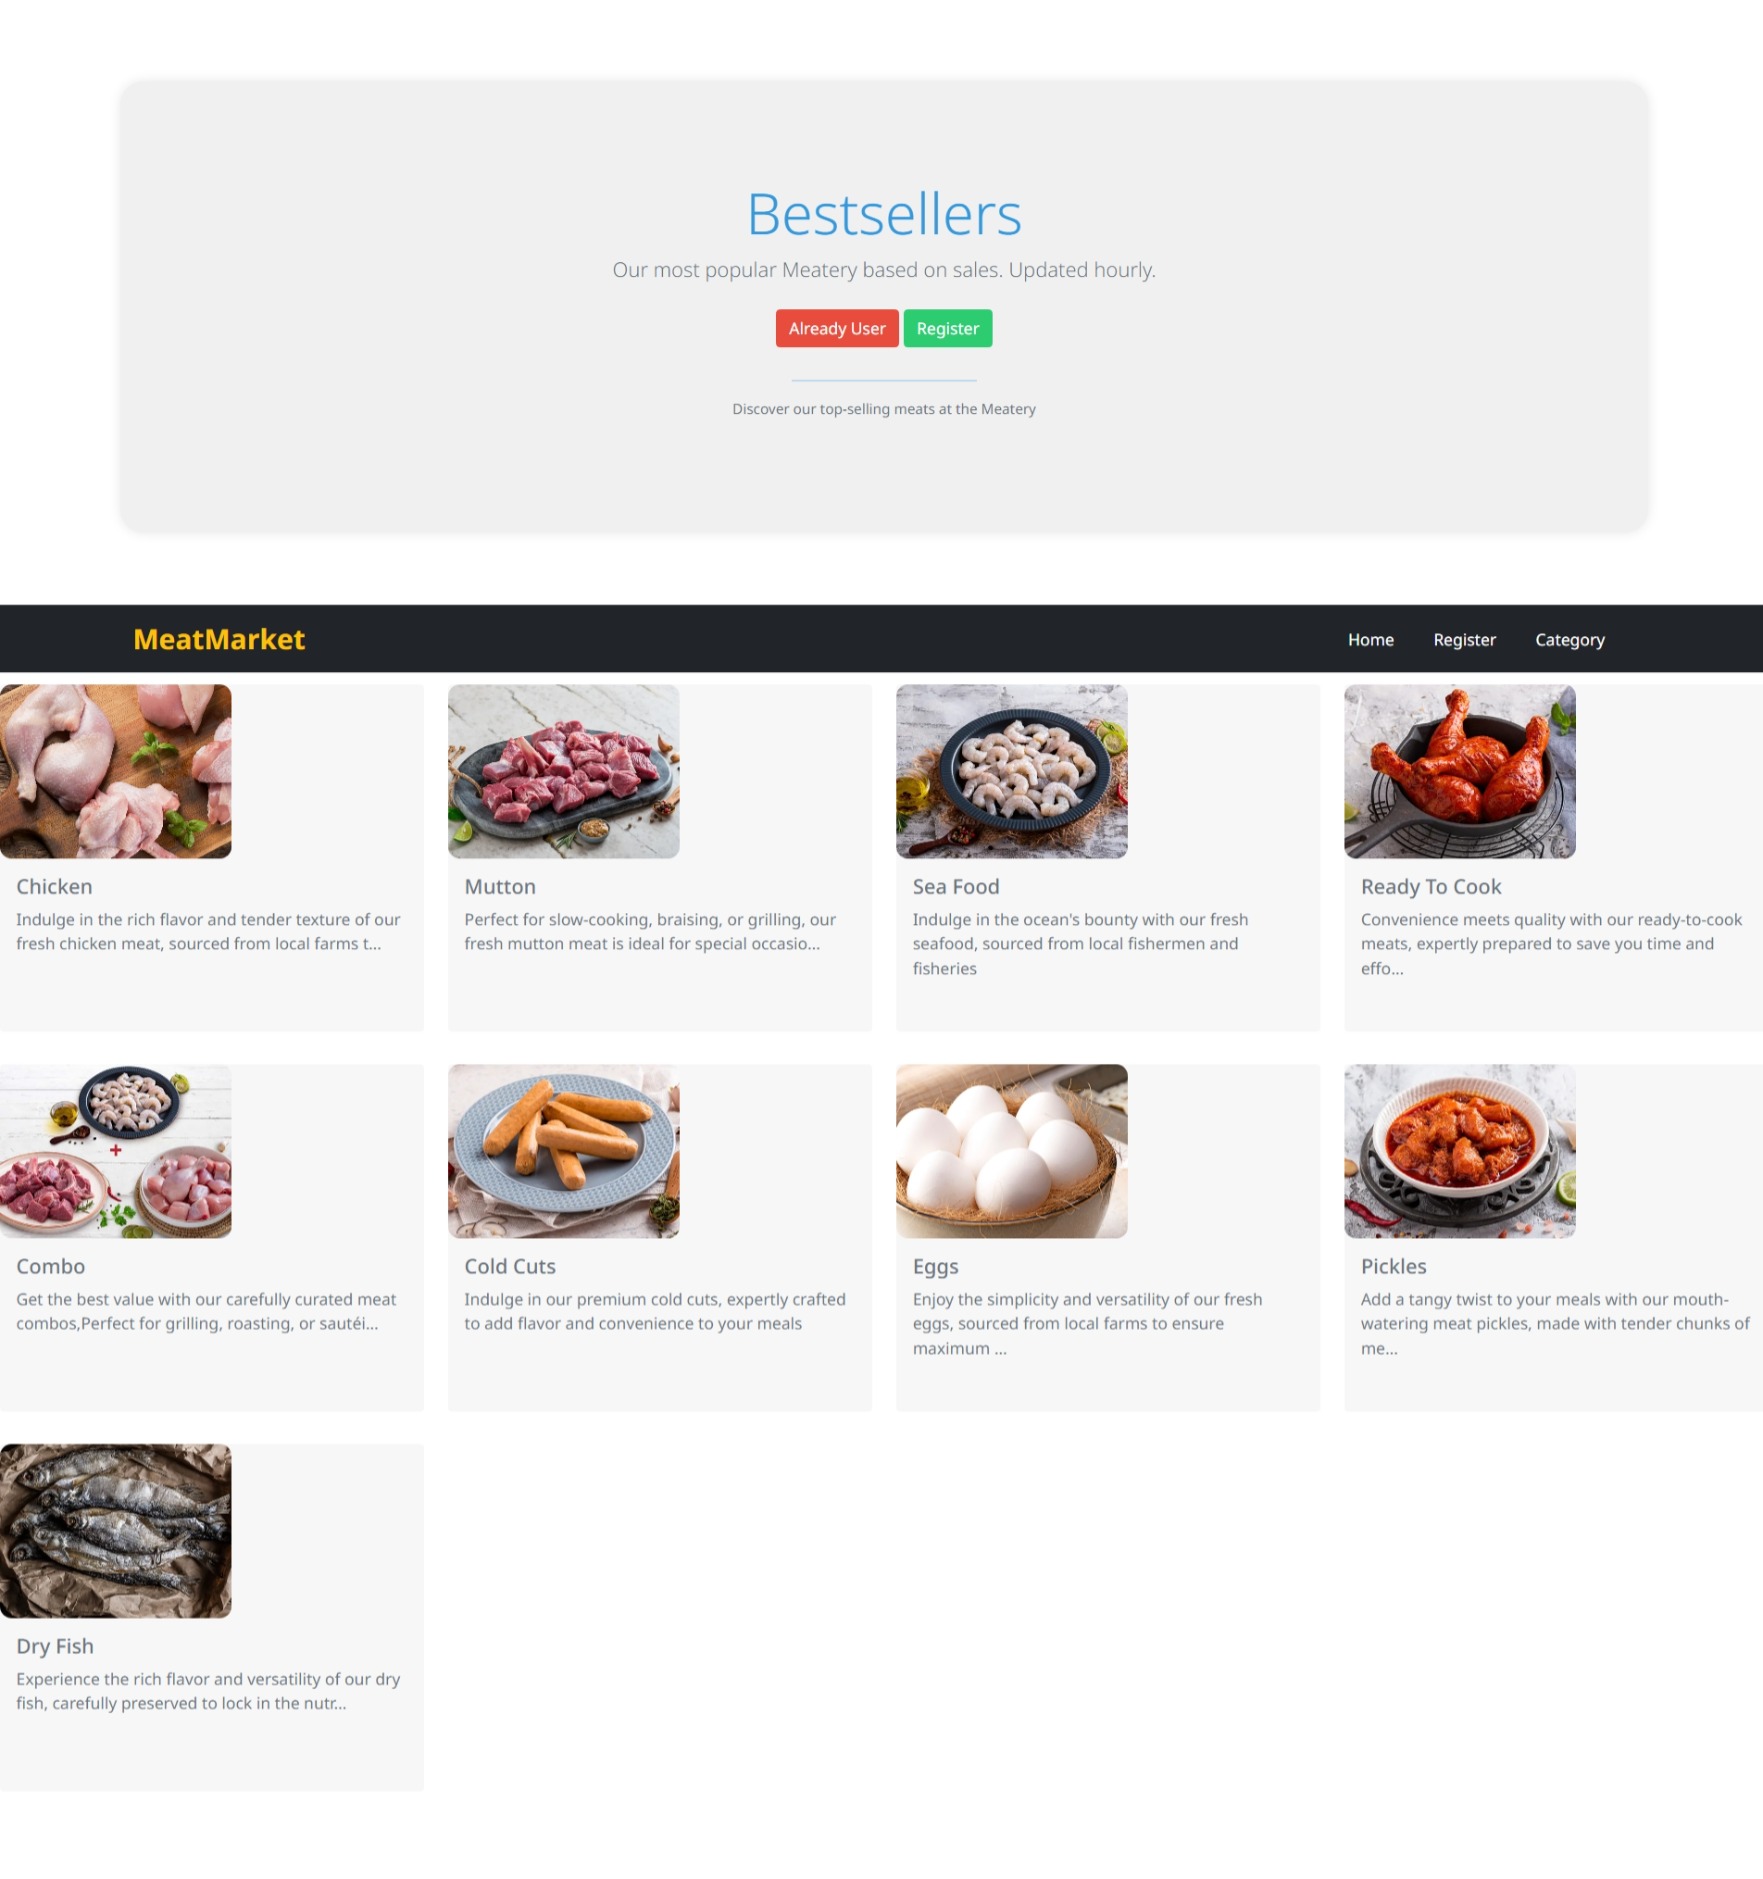 Bestsellers
Our most popular Meatery based on sales. Updated hourly.
Already User
Register
Discover our top-selling meats at the Meatery
MeatMarket
Home
Register
Category
Chicken
Indulge in the rich flavor and tender texture of our
fresh chicken meat, sourced from local farms t...
Mutton
Perfect for slow-cooking, braising, or grilling, our
fresh mutton meat is ideal for special occasio...
Sea Food
Indulge in the ocean's bounty with our fresh
seafood, sourced from local fishermen and
fisheries
Ready To Cook
Convenience meets quality with our ready-to-cook
meats, expertly prepared to save you time and
effo...
Combo
Get the best value with our carefully curated meat
combos,Perfect for grilling, roasting, or sautéi...
Cold Cuts
Indulge in our premium cold cuts, expertly crafted
to add flavor and convenience to your meals
Eggs
Enjoy the simplicity and versatility of our fresh
eggs, sourced from local farms to ensure
maximum ...
Pickles
Add a tangy twist to your meals with our mouth-
watering meat pickles, made with tender chunks of
me...
Dry Fish
Experience the rich flavor and versatility of our dry
fish, carefully preserved to lock in the nutr...